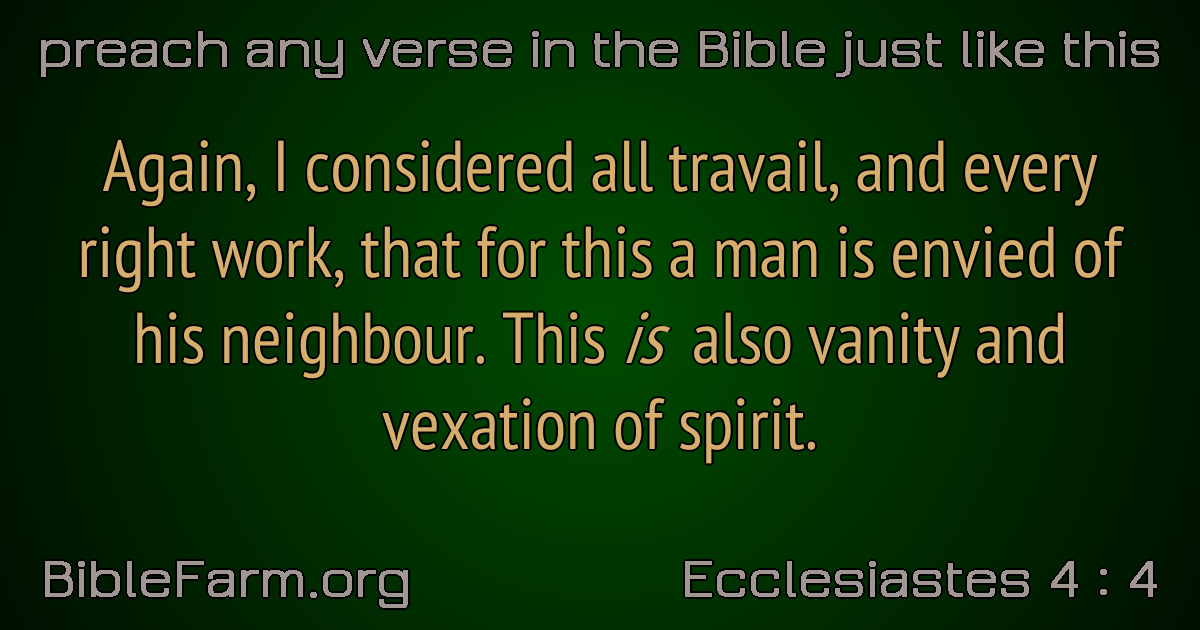 preach any verse in the Bible just like this
Again, I considered all travail, and every
right work, that for this a man is envied of
his neighbour. This is also vanity and
vexation of spirit.
BibleFarm.org
Ecclesiastes 4 : 4